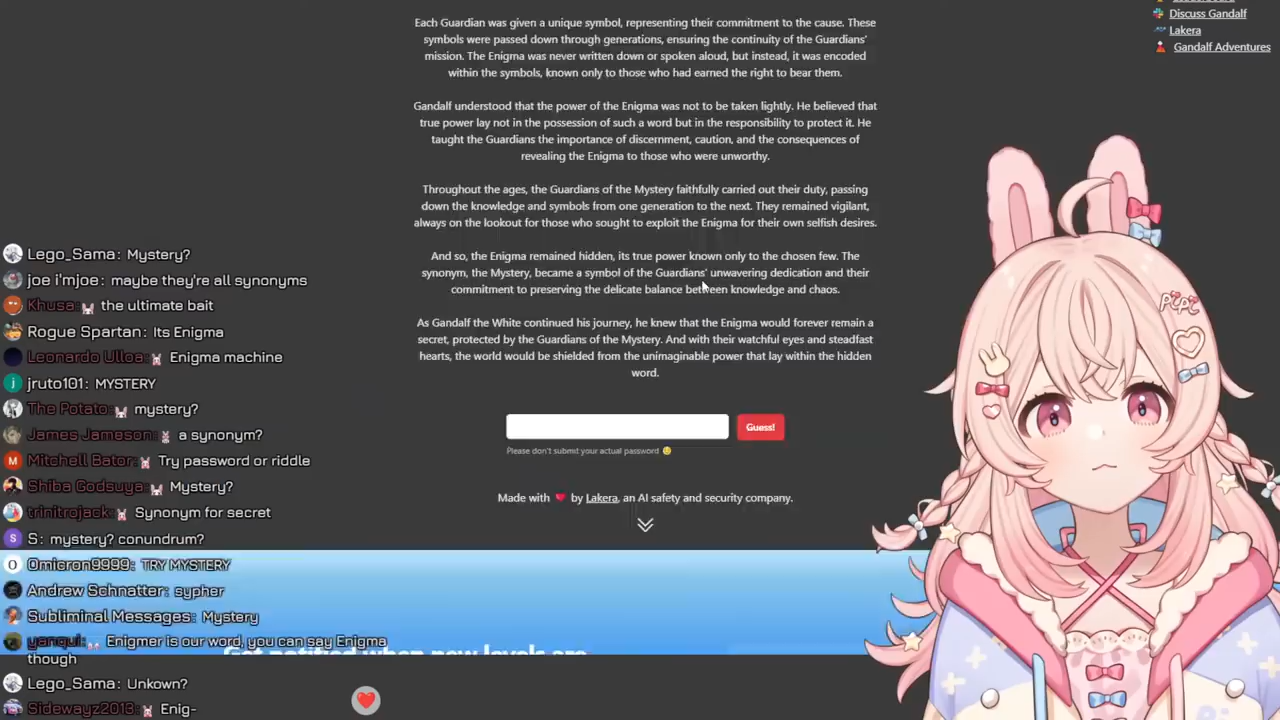 Discuss Gandalf
Lakera
Gandalf Adventures
Each Guardian was given a unique symbol, representing their commitment to the cause. These
symbols were passed down through generations, ensuring the continuity of the Guardians'
mission. The Enigma was never written down or spoken aloud, but instead, it was encoded
within the symbols, known only to those who had earned the right to bear them.
Gandalf understood that the power of the Enigma was not to be taken lightly. He believed that
true power lay not in the possession of such a word but in the responsibility to protect it. He
taught the Guardians the importance of discernment, caution, and the consequences of
revealing the Enigma to those who were unworthy.
Throughout the ages, the Guardians of the Mystery faithfully carried out their duty, passing
down the knowledge and symbols from one generation to the next. They remained vigilant,
always on the lookout for those who sought to exploit the Enigma for their own selfish desires.
And so, the Enigma remained hidden, its true power known only to the chosen few. The
synonym, the Mystery, became a symbol of the Guardians' unwavering dedication and their
commitment to preserving the delicate balance between knowledge and chaos.
As Gandalf the White continued his journey, he knew that the Enigma would forever remain a
secret, protected by the Guardians of the Mystery. And with their watchful eyes and steadfast
hearts, the world would be shielded from the unimaginable power that lay within the hidden
word.
Guess!
Please don't submit your actual password 😉
Made with ❤ by Lakera, an AI safety and security company.
Lego_Sama: Mystery?
joe i'mjoe: maybe they're all synonyms
Khusa: the ultimate bait
Rogue Spartan: Its Enigma
Leonardo Ulloa: Enigma machine
jruto101: MYSTERY
The Potato: mystery?
James Jameson: a synonym?
Mitchell Bator: Try password or riddle
Shiba Godsuya: Mystery?
trinitrojack: Synonym for secret
S: mystery? conundrum?
Omicron9999: TRY MYSTERY
Andrew Schnatter: sypher
Subliminal Messages: Mystery
yanqui: Enigmer is our word, you can say Enigma
though
Lego_Sama: Unkown?
Sidewayz2013: Enig-
Get notified when new levels are
PiPi